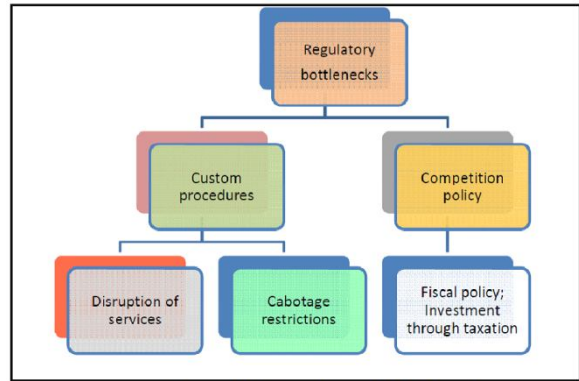 Regulatory
bottlenecks
Custom
procedures
Competition
policy
Disruption of
services
Cabotage
restrictions
Fiscal policy;
Investment
through taxation